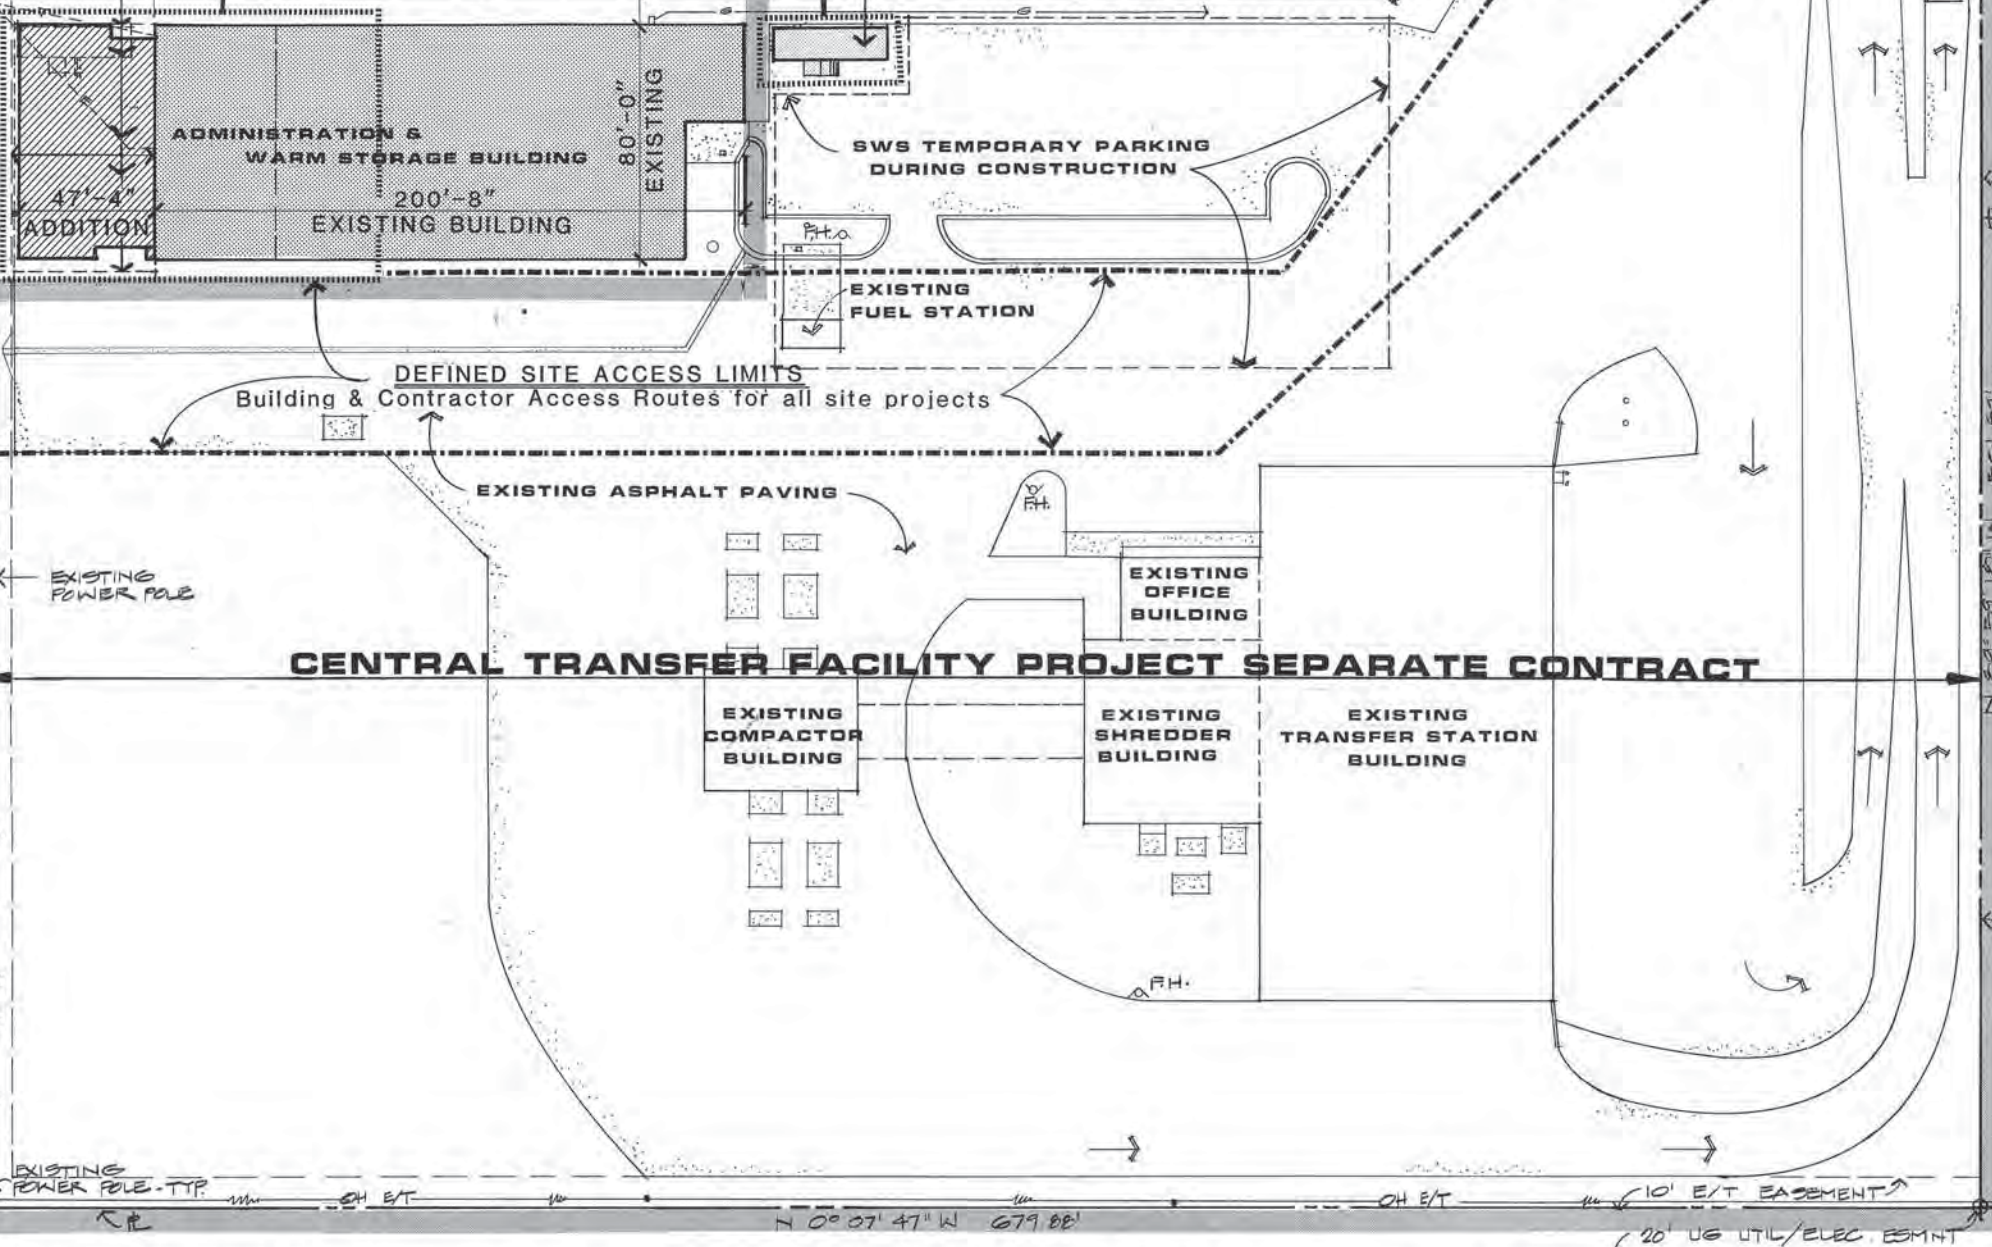 ADMINISTRATION &
WARM STORAGE BUILDING
80'-0"
EXISTING
47'-4"
ADDITION
200'-8"
EXISTING BUILDING
SWS TEMPORARY PARKING
DURING CONSTRUCTION
F.H.
EXISTING
FUEL STATION
DEFINED SITE ACCESS LIMITS
Building & Contractor Access Routes for all site projects
EXISTING ASPHALT PAVING
F.H.
EXISTING
POWER POLE
EXISTING
OFFICE
BUILDING
CENTRAL TRANSFER FACILITY PROJECT SEPARATE CONTRACT
EXISTING
COMPACTOR
BUILDING
EXISTING
SHREDDER
BUILDING
EXISTING
TRANSFER STATION
BUILDING
F.H.
EXISTING
POWER POLE-TYP.
OH E/T
OH E/T
10' E/T EASEMENT
N 0° 07' 47" W 679.88'
20' UG UTIL/ELEC. ESMNT